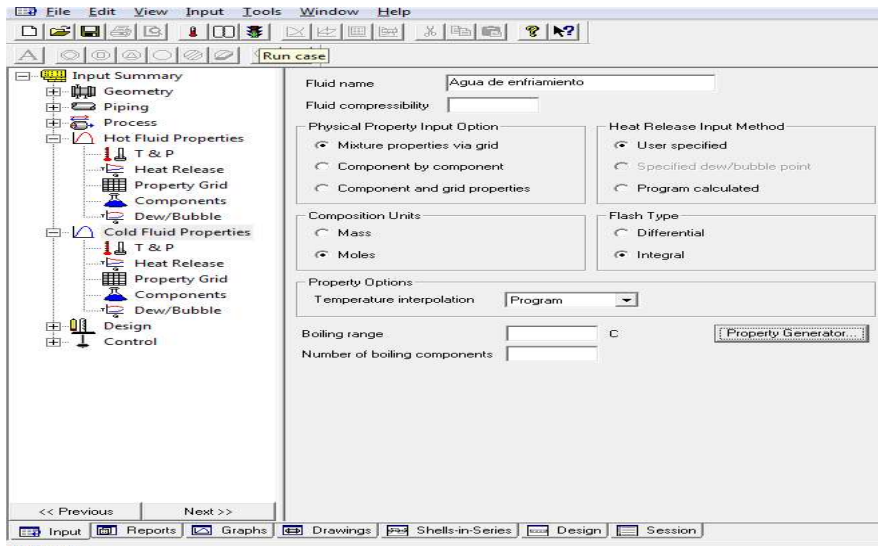 File Edit View Input Tools Window Help
Run case
Input Summary
Geometry
Piping
Process
Hot Fluid Properties
T & P
Heat Release
Property Grid
Components
Dew/Bubble
Cold Fluid Properties
T & P
Heat Release
Property Grid
Components
Dew/Bubble
Design
Control
<< Previous Next >>
Fluid name Agua de enfriamiento
Fluid compressibility
Physical Property Input Option
Mixture properties via grid
Component by component
Component and grid properties
Heat Release Input Method
User specified
Specified dew/bubble point
Program calculated
Composition Units
Mass
Moles
Flash Type
Differential
Integral
Property Options
Temperature interpolation Program
Boiling range C Property Generator...
Number of boiling components
Input Reports Graphs Drawings Shells-in-Series Design Session